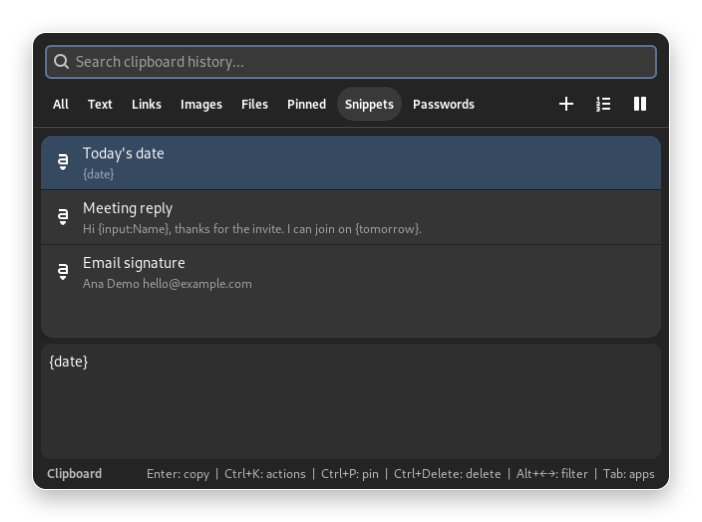 Search clipboard history...
All Text Links Images Files Pinned Snippets Passwords
Today's date
{date}
Meeting reply
Hi {input:Name}, thanks for the invite. I can join on {tomorrow}.
Email signature
Ana Demo hello@example.com
{date}
Clipboard Enter: copy | Ctrl+K: actions | Ctrl+P: pin | Ctrl+Delete: delete | Alt+←→: filter | Tab: apps